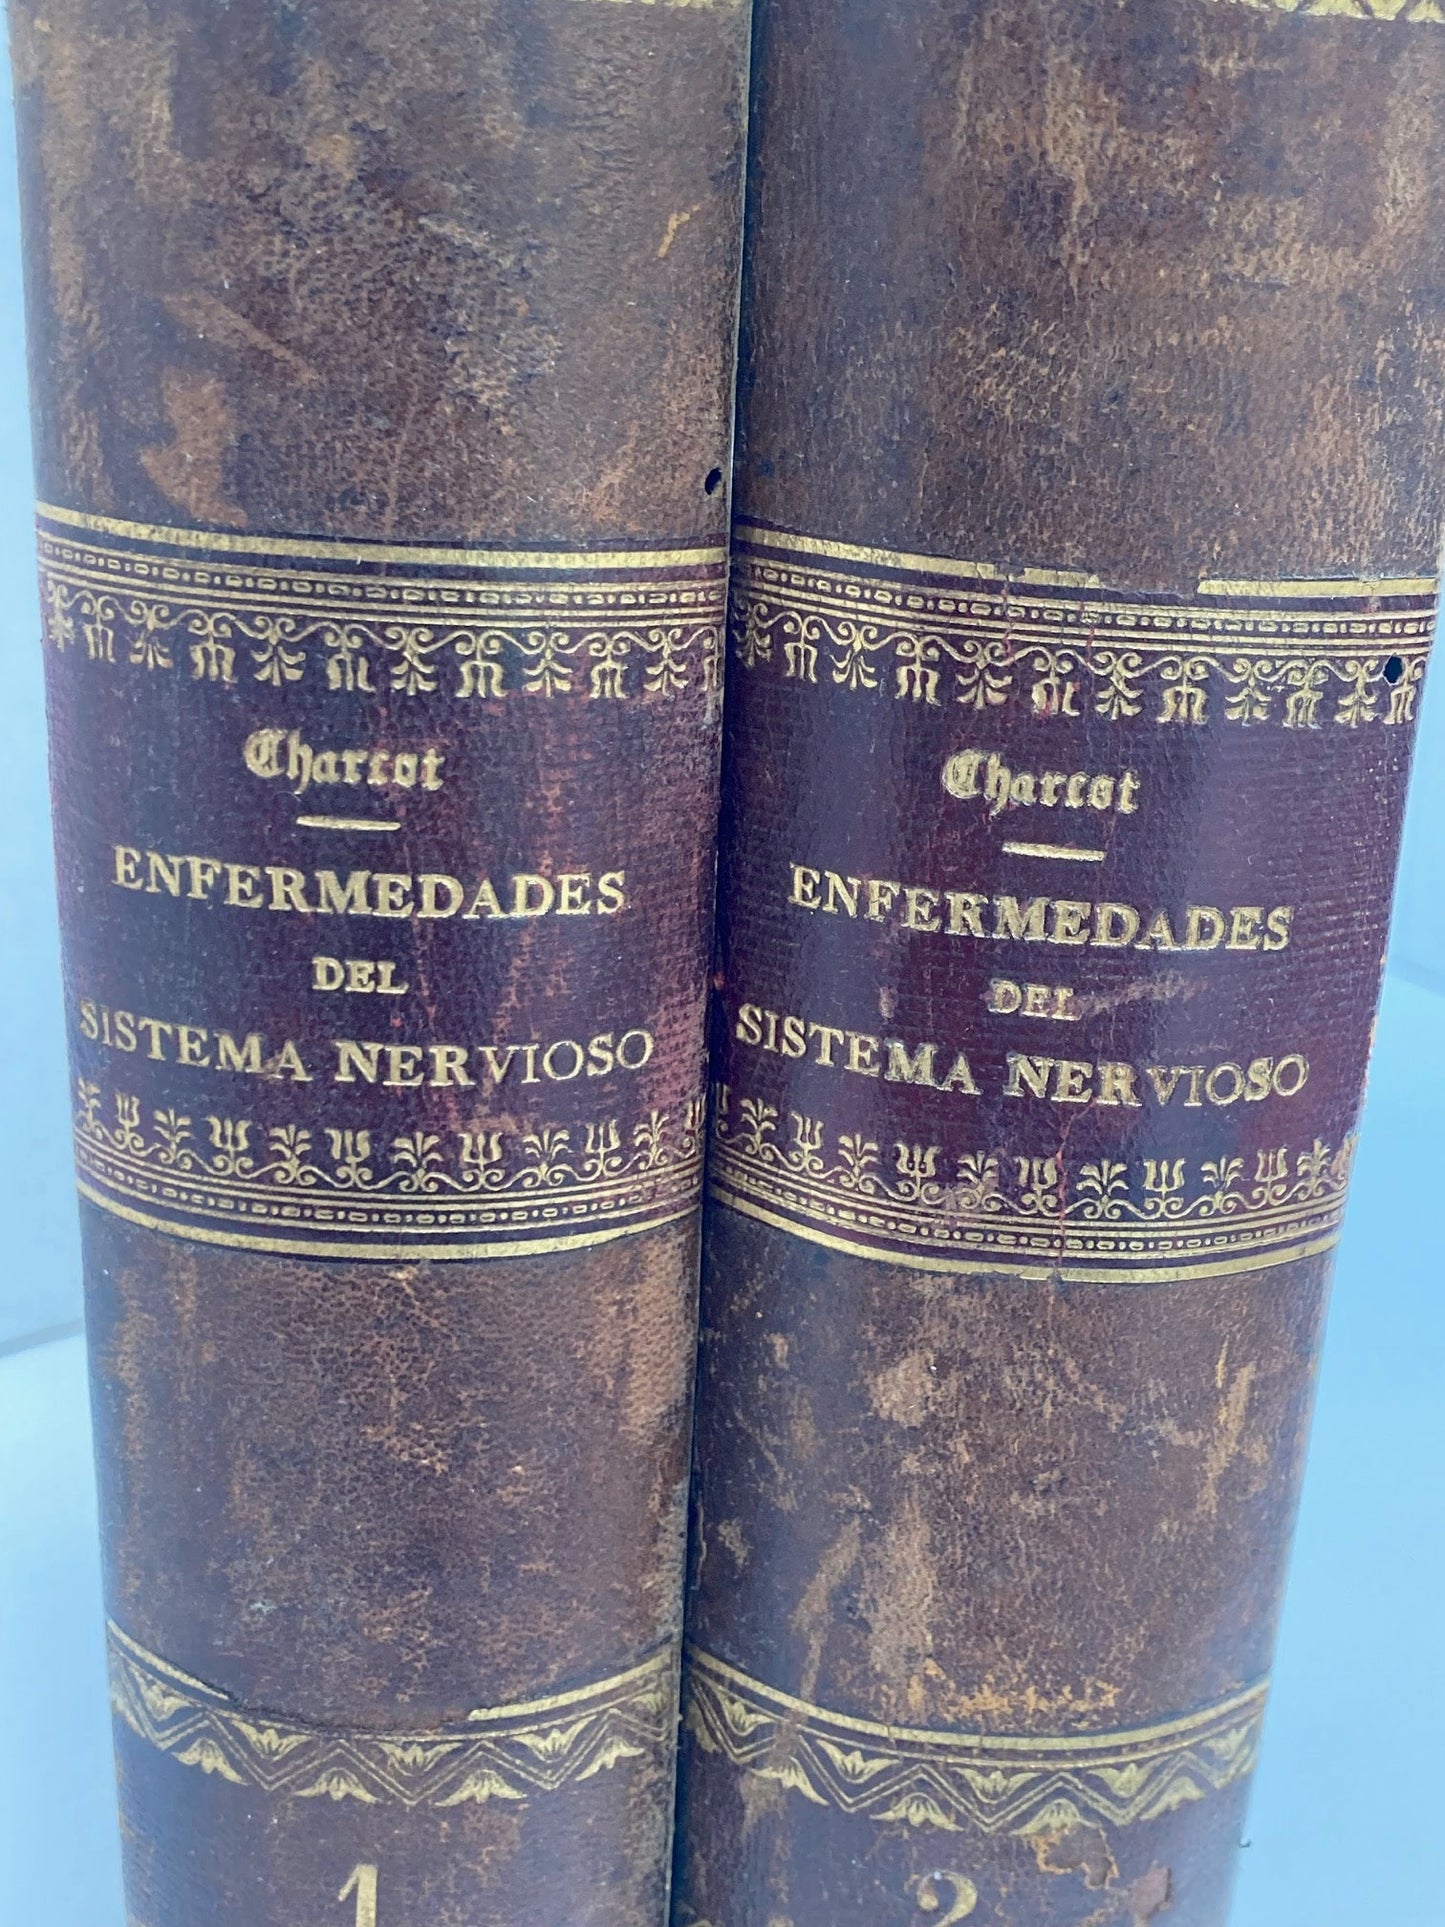 Charcot
ENFERMEDADES
DEL
SISTEMA NERVIOSO
1
Charcot
ENFERMEDADES
DEL
SISTEMA NERVIOSO
2